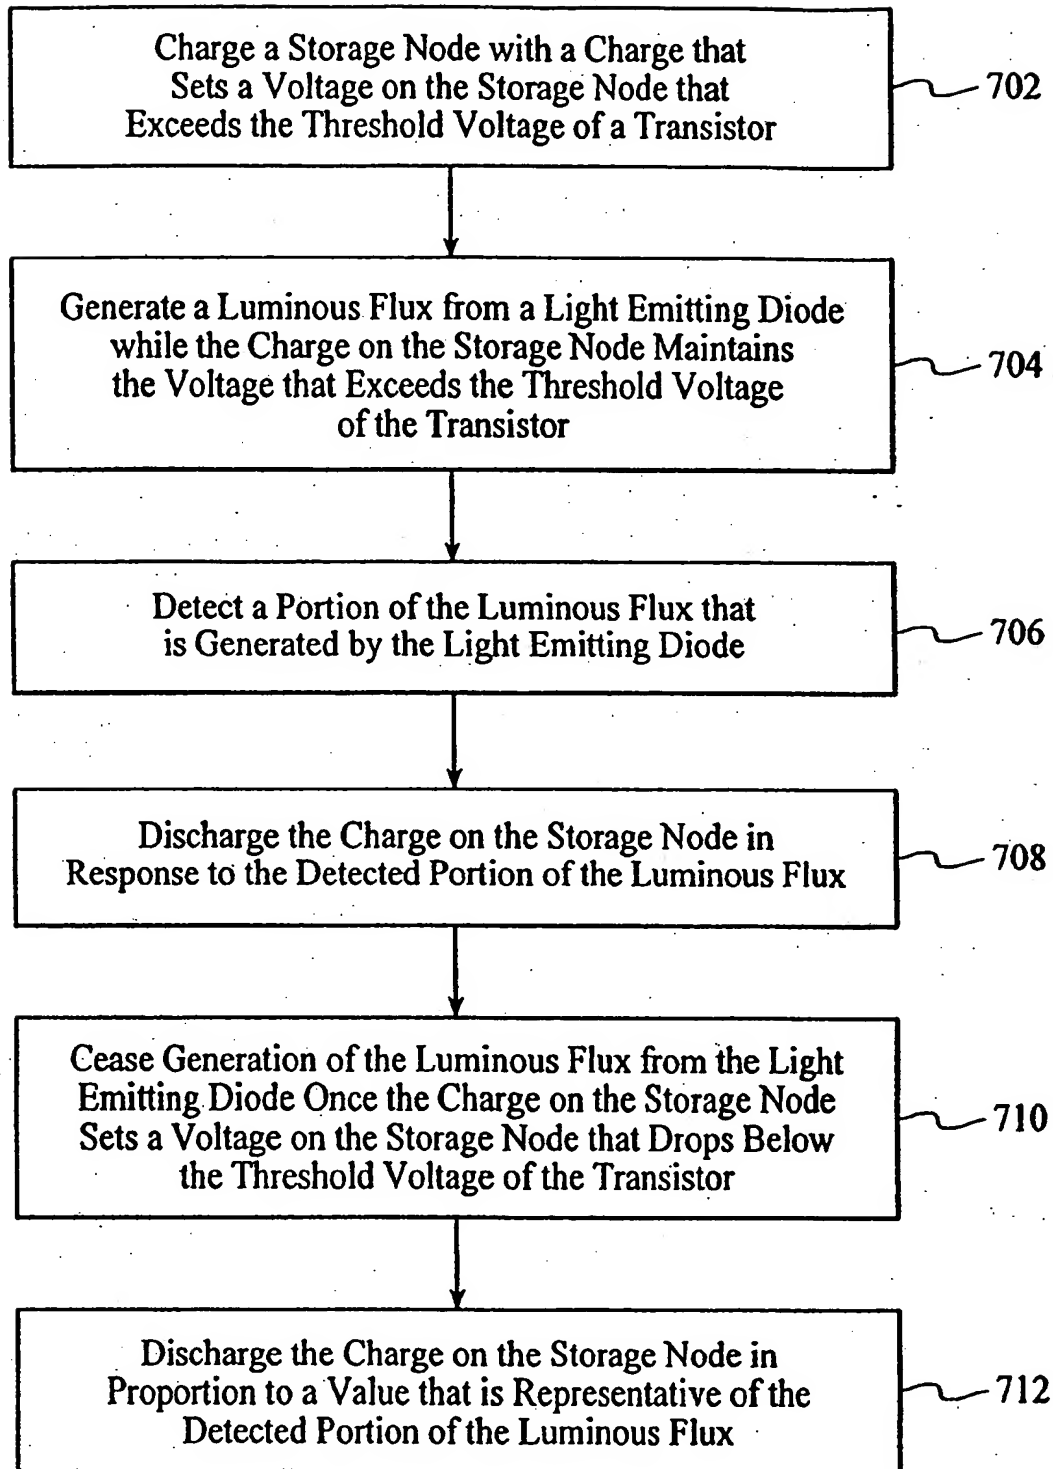 Charge a Storage Node with a Charge that
Sets a Voltage on the Storage Node that
Exceeds the Threshold Voltage of a Transistor
702
Generate a Luminous Flux from a Light Emitting Diode
while the Charge on the Storage Node Maintains
the Voltage that Exceeds the Threshold Voltage
of the Transistor
704
Detect a Portion of the Luminous Flux that
is Generated by the Light Emitting Diode
706
Discharge the Charge on the Storage Node in
Response to the Detected Portion of the Luminous Flux
708
Cease Generation of the Luminous Flux from the Light
Emitting Diode Once the Charge on the Storage Node
Sets a Voltage on the Storage Node that Drops Below
the Threshold Voltage of the Transistor
710
Discharge the Charge on the Storage Node in
Proportion to a Value that is Representative of the
Detected Portion of the Luminous Flux
712